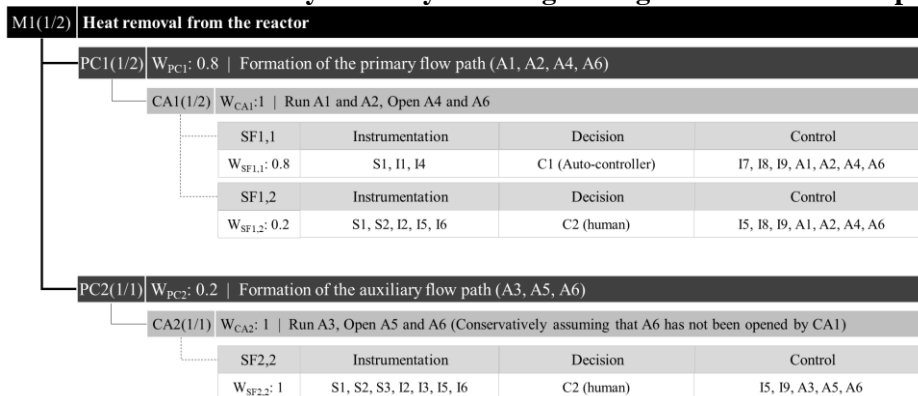 M1(1/2) Heat removal from the reactor
PC1(1/2) W_PC1: 0.8 | Formation of the primary flow path (A1, A2, A4, A6)
CA1(1/2) W_CA1:1 | Run A1 and A2, Open A4 and A6
SF1,1 Instrumentation Decision Control
W_SF1,1: 0.8 S1, I1, I4 C1 (Auto-controller) I7, I8, I9, A1, A2, A4, A6
SF1,2 Instrumentation Decision Control
W_SF1,2: 0.2 S1, S2, I2, I5, I6 C2 (human) I5, I8, I9, A1, A2, A4, A6
PC2(1/1) W_PC2: 0.2 | Formation of the auxiliary flow path (A3, A5, A6)
CA2(1/1) W_CA2: 1 | Run A3, Open A5 and A6 (Conservatively assuming that A6 has not been opened by CA1)
SF2,2 Instrumentation Decision Control
W_SF2,2: 1 S1, S2, S3, I2, I3, I5, I6 C2 (human) I5, I9, A3, A5, A6